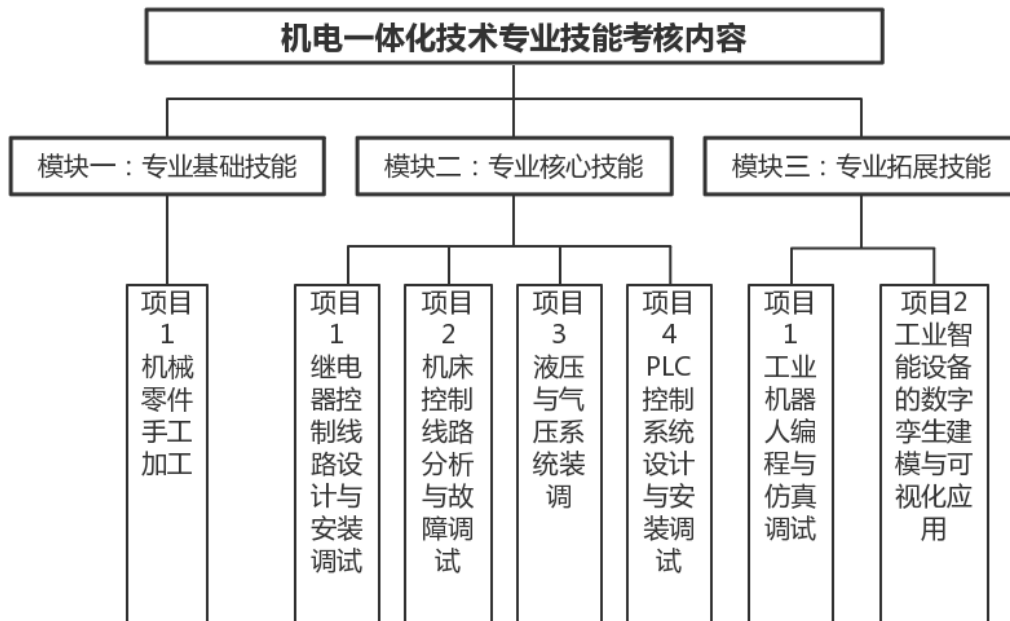 机电一体化技术专业技能考核内容
模块一：专业基础技能
模块二：专业核心技能
模块三：专业拓展技能
项目
1
机械
零件
手工
加工
项目
1
继电
器控
制线
路设
计与
安装
调试
项目
2
机床
控制
线路
分析
与故
障调
试
项目
3
液压
与气
压系
统装
调
项目
4
PLC
控制
系统
设计
与安
装调
试
项目
1
工业
机器
人编
程与
仿真
调试
项目2
工业智
能设备
的数字
孪生建
模与可
视化应
用